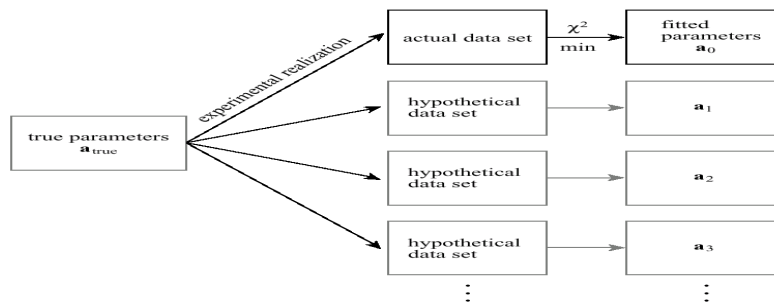 experimental realization
actual data set
χ²
min
fitted
parameters
a₀
true parameters
a_true
hypothetical
data set
a₁
hypothetical
data set
a₂
hypothetical
data set
a₃
⋮
⋮